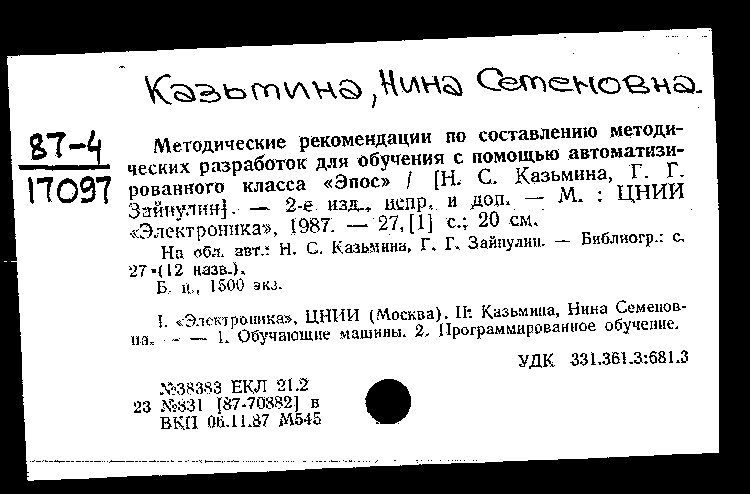 Казьмина, Нина Семеновна.
87-4
17097
Методические рекомендации по составлению методи-
ческих разработок для обучения с помощью автоматизи-
рованного класса «Эпос» / [Н. С. Казьмина, Г. Г.
Зайнулин]. — 2-е изд., испр. и доп. — М. : ЦНИИ
«Электроника», 1987. — 27,[1] с.; 20 см.
На обл. авт.: Н. С. Казьмина, Г. Г. Зайнулин. — Библиогр.: с.
27 (12 назв.).
Б. ц., 1500 экз.
I. «Электроника», ЦНИИ (Москва). II. Казьмина, Нина Семенов-
на. — — 1. Обучающие машины. 2. Программированное обучение.
УДК 331.361.3:681.3
№38383 ЕКЛ 21.2
23 №831 [87-70882] в
ВКП 06.11.87 М545